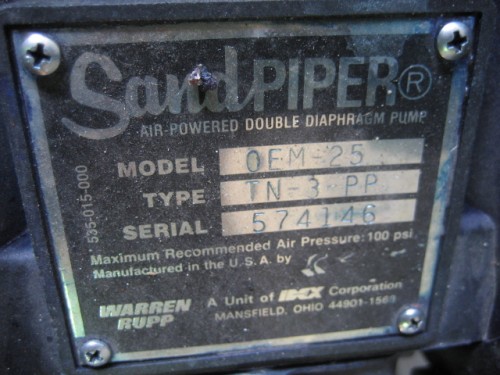 SandPIPER®
AIR-POWERED DOUBLE DIAPHRAGM PUMP
MODEL OEM-25
TYPE TN-3-PP
SERIAL 574146
Maximum Recommended Air Pressure: 100 psi
Manufactured in the U.S.A. by
WARREN RUPP
A Unit of IDEX Corporation
MANSFIELD, OHIO 44901-1568
535-015-000